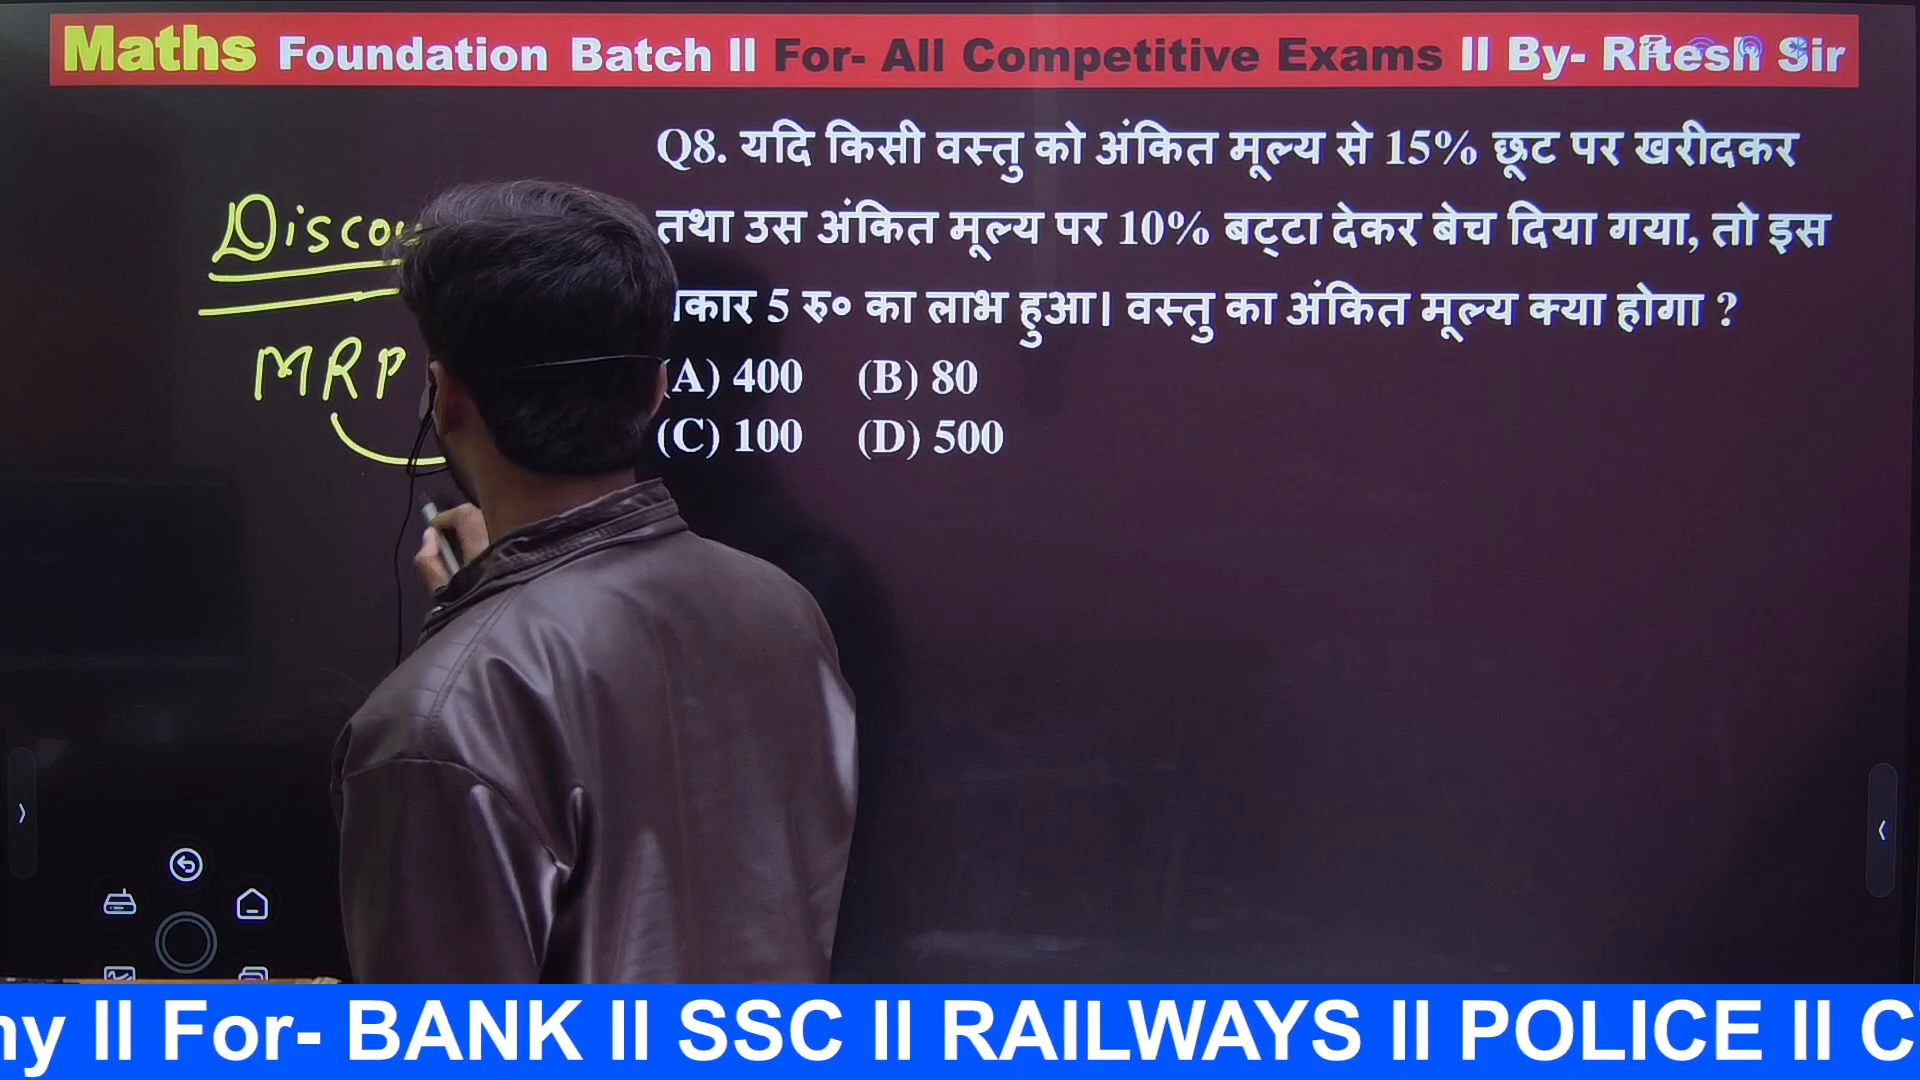 Maths Foundation Batch II For- All Competitive Exams II By- Ritesh Sir
Q8. यदि किसी वस्तु को अंकित मूल्य से 15% छूट पर खरीदकर
तथा उस अंकित मूल्य पर 10% बट्टा देकर बेच दिया गया, तो इस
5 रु० का लाभ हुआ। वस्तु का अंकित मूल्य क्या होगा ?
(A) 400 (B) 80
(C) 100 (D) 500
MRP
II For- BANK II SSC II RAILWAYS II POLICE II